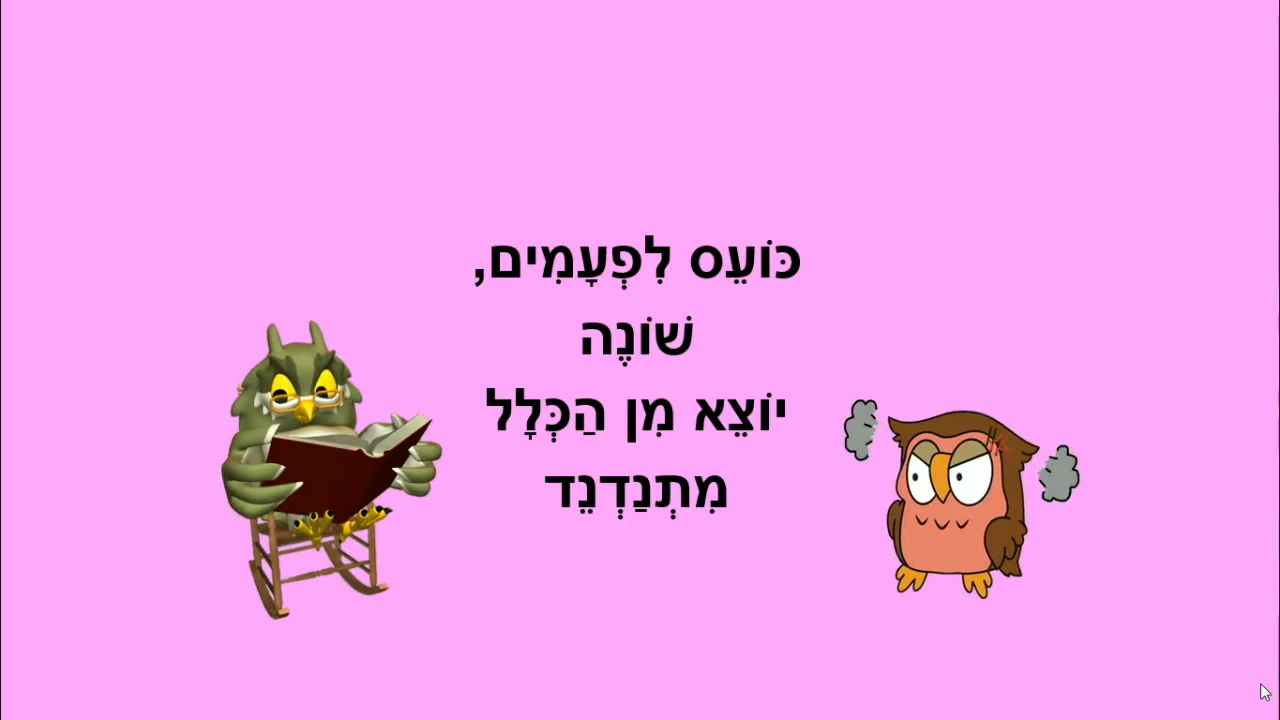 כּוֹעֵס לִפְעָמִים,
שׁוֹנֶה
יוֹצֵא מִן הַכְּלָל
מִתְנַדְנֵד